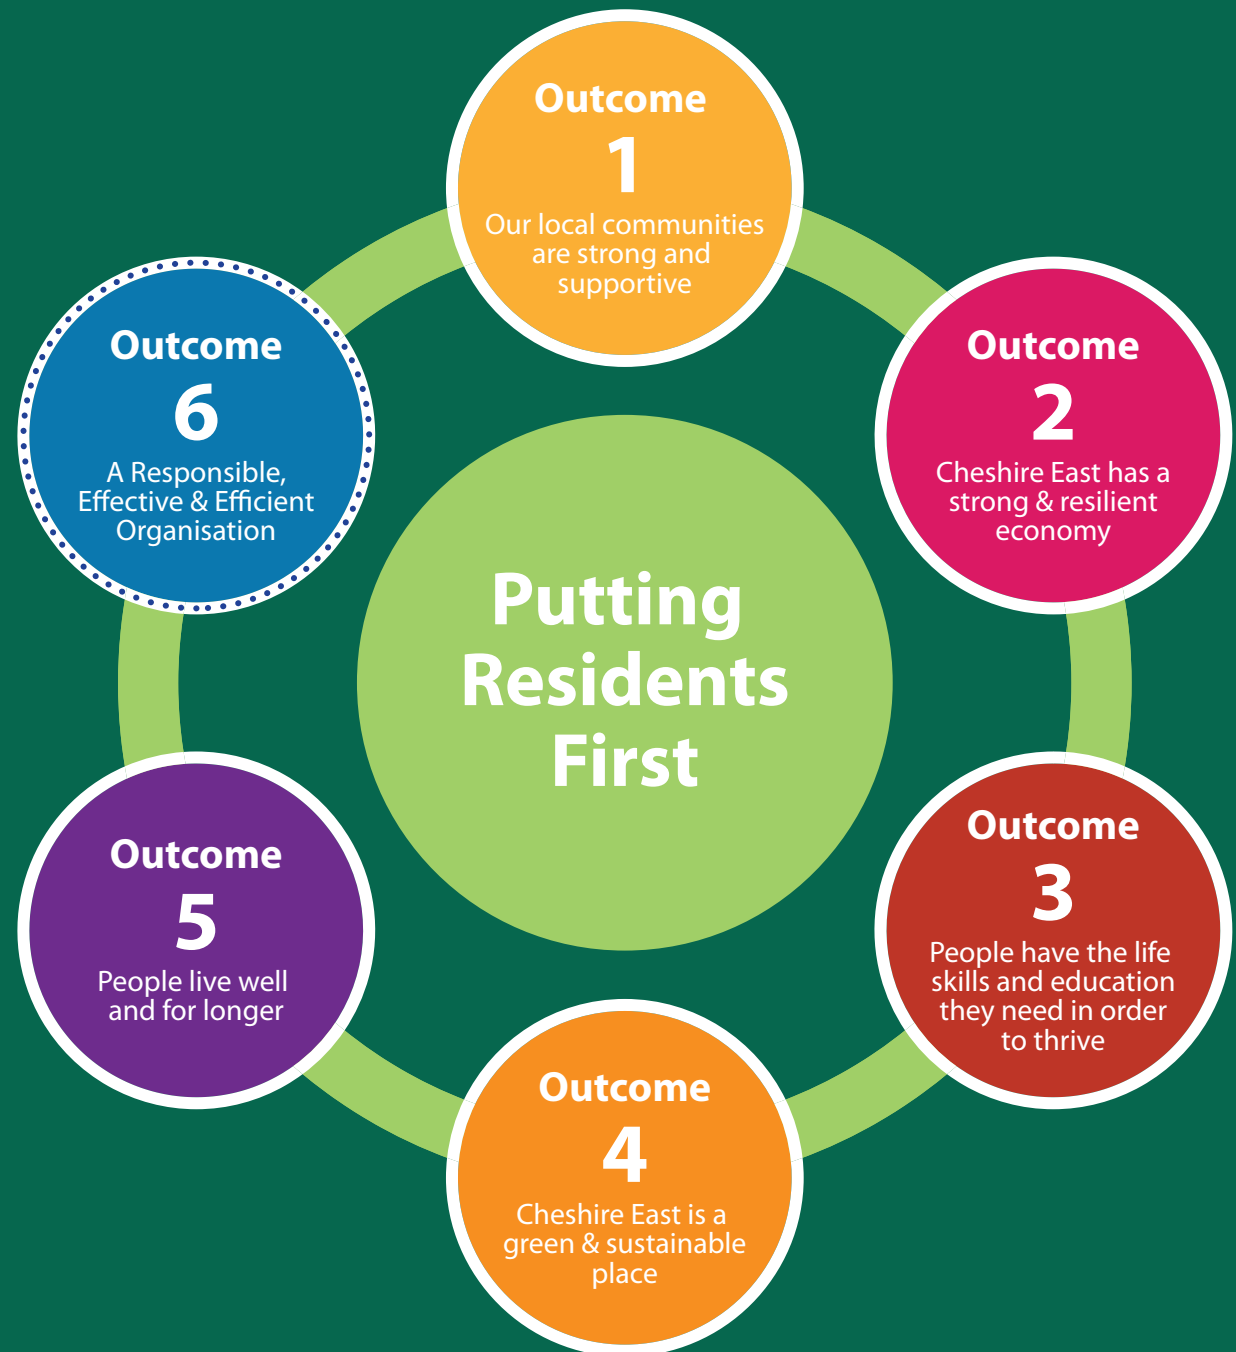 Outcome
1
Our local communities
are strong and
supportive
Outcome
2
Cheshire East has a
strong & resilient
economy
Outcome
3
People have the life
skills and education
they need in order
to thrive
Outcome
4
Cheshire East is a
green & sustainable
place
Outcome
5
People live well
and for longer
Outcome
6
A Responsible,
Effective & Efficient
Organisation
Putting
Residents
First